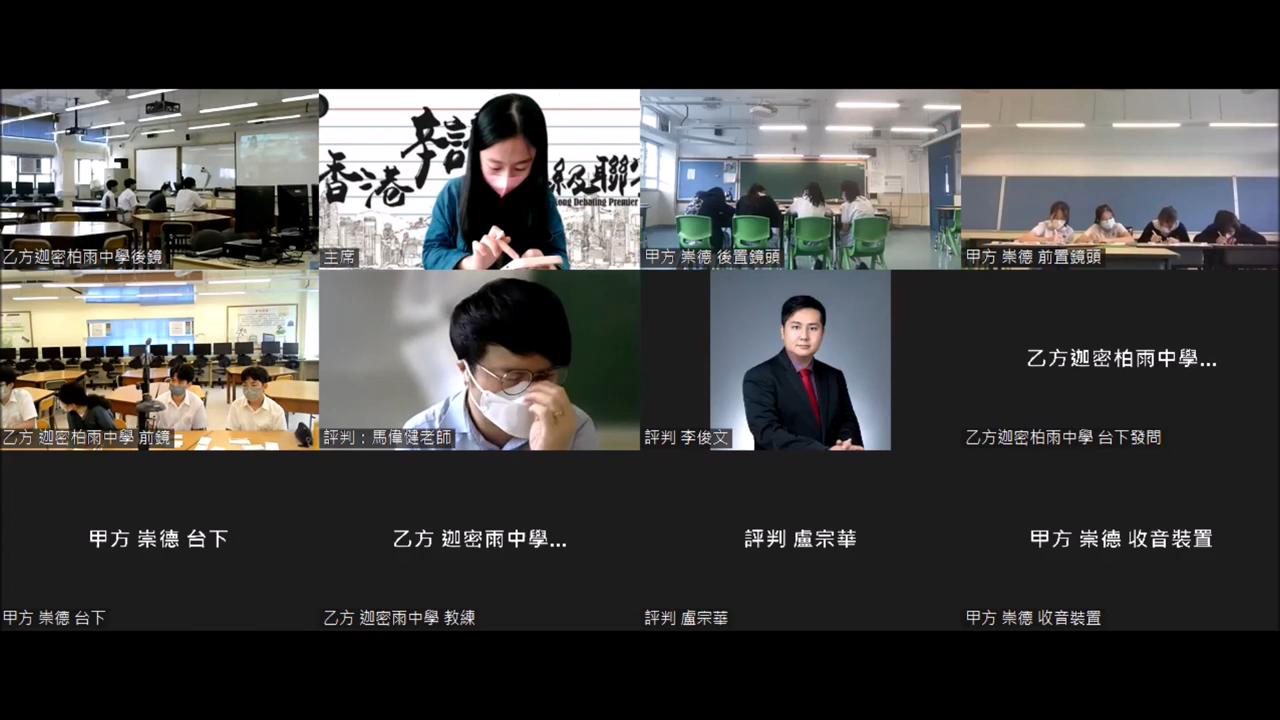 乙方迦密柏雨中學後鏡
香港辯
級聯
Kong Debating Premier
主席
甲方 崇德 後置鏡頭
甲方 崇德 前置鏡頭
乙方 迦密柏雨中學 前鏡
評判：馬偉健老師
評判 李俊文
乙方迦密柏雨中學...
乙方迦密柏雨中學 台下發問
甲方 崇德 台下
甲方 崇德 台下
乙方 迦密雨中學...
乙方 迦密雨中學 教練
評判 盧宗華
評判 盧宗華
甲方 崇德 收音裝置
甲方 崇德 收音裝置